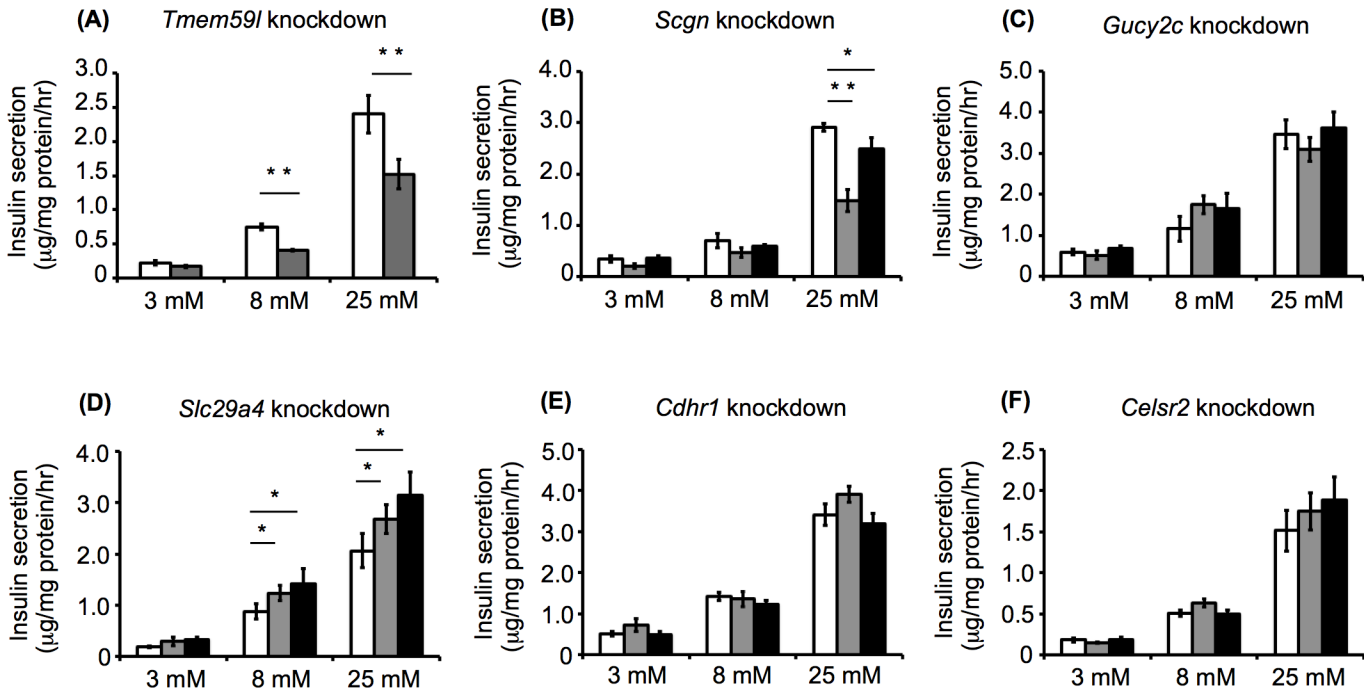 (A)
Tmem59l knockdown
Insulin secretion
(μg/mg protein/hr)
3.0
2.5
2.0
1.5
1.0
0.5
0
* *
* *
3 mM 8 mM 25 mM
(B)
Scgn knockdown
Insulin secretion
(μg/mg protein/hr)
4.0
3.0
2.0
1.0
0
*
* *
3 mM 8 mM 25 mM
(C)
Gucy2c knockdown
Insulin secretion
(μg/mg protein/hr)
5.0
4.0
3.0
2.0
1.0
0
3 mM 8 mM 25 mM
(D)
Slc29a4 knockdown
Insulin secretion
(μg/mg protein/hr)
4.0
3.0
2.0
1.0
0.0
*
*
*
*
3 mM 8 mM 25 mM
(E)
Cdhr1 knockdown
Insulin secretion
(μg/mg protein/hr)
5.0
4.0
3.0
2.0
1.0
0.0
3 mM 8 mM 25 mM
(F)
Celsr2 knockdown
Insulin secretion
(μg/mg protein/hr)
2.5
2.0
1.5
1.0
0.5
0.0
3 mM 8 mM 25 mM